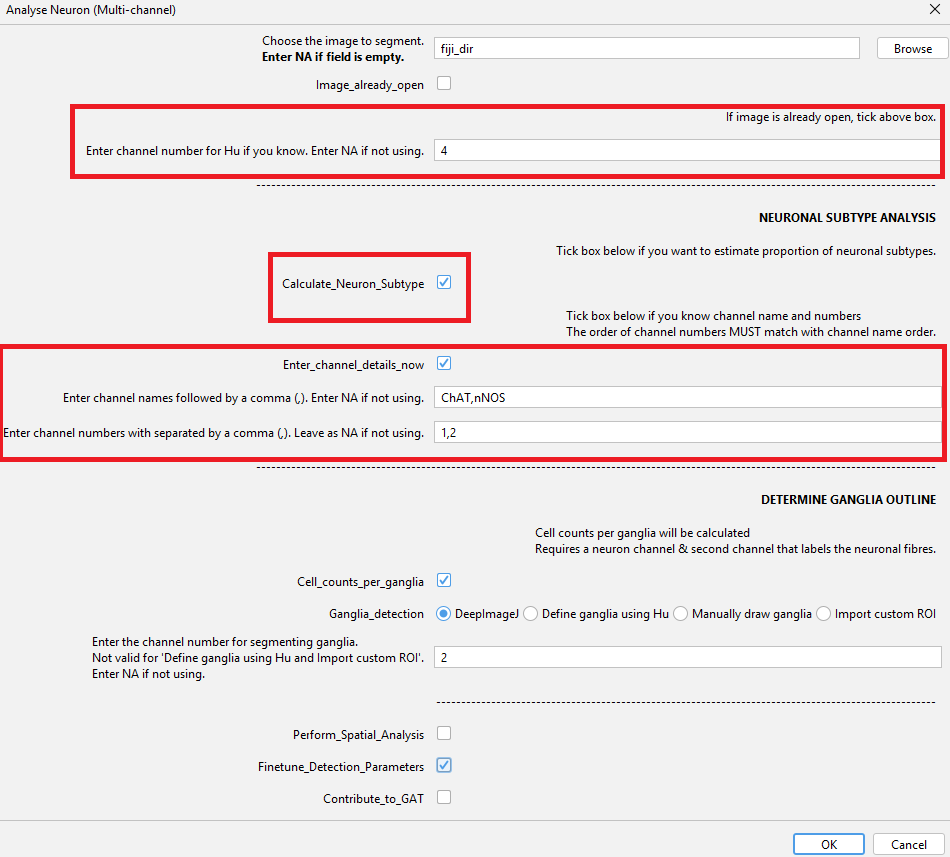 Analyse Neuron (Multi-channel)
Choose the image to segment.
Enter NA if field is empty.
fiji_dir
Browse
Image_already_open
If image is already open, tick above box.
Enter channel number for Hu if you know. Enter NA if not using.
4
NEURONAL SUBTYPE ANALYSIS
Tick box below if you want to estimate proportion of neuronal subtypes.
Calculate_Neuron_Subtype
Tick box below if you know channel name and numbers
The order of channel numbers MUST match with channel name order.
Enter_channel_details_now
Enter channel names followed by a comma (,). Enter NA if not using.
ChAT,nNOS
Enter channel numbers with separated by a comma (,). Leave as NA if not using.
1,2
DETERMINE GANGLIA OUTLINE
Cell counts per ganglia will be calculated
Requires a neuron channel & second channel that labels the neuronal fibres.
Cell_counts_per_ganglia
Ganglia_detection DeepImageJ Define ganglia using Hu Manually draw ganglia Import custom ROI
Enter the channel number for segmenting ganglia.
Not valid for 'Define ganglia using Hu and Import custom ROI'.
Enter NA if not using.
2
Perform_Spatial_Analysis
Finetune_Detection_Parameters
Contribute_to_GAT
OK Cancel